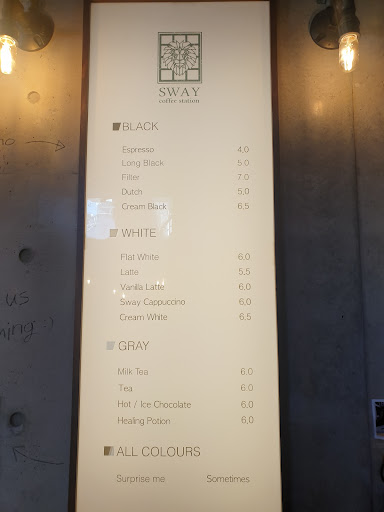 SWAY
coffee station
BLACK
Espresso 4,0
Long Black 5.0
Filter 7.0
Dutch 5,0
Cream Black 6,5
WHITE
Flat White 6,0
Latte 5,5
Vanilla Latte 6,0
Sway Cappuccino 6,0
Cream White 6,5
GRAY
Milk Tea 6.0
Tea 6.0
Hot / Ice Chocolate 6,0
Healing Potion 6,0
ALL COLOURS
Surprise me Sometimes
us
:)